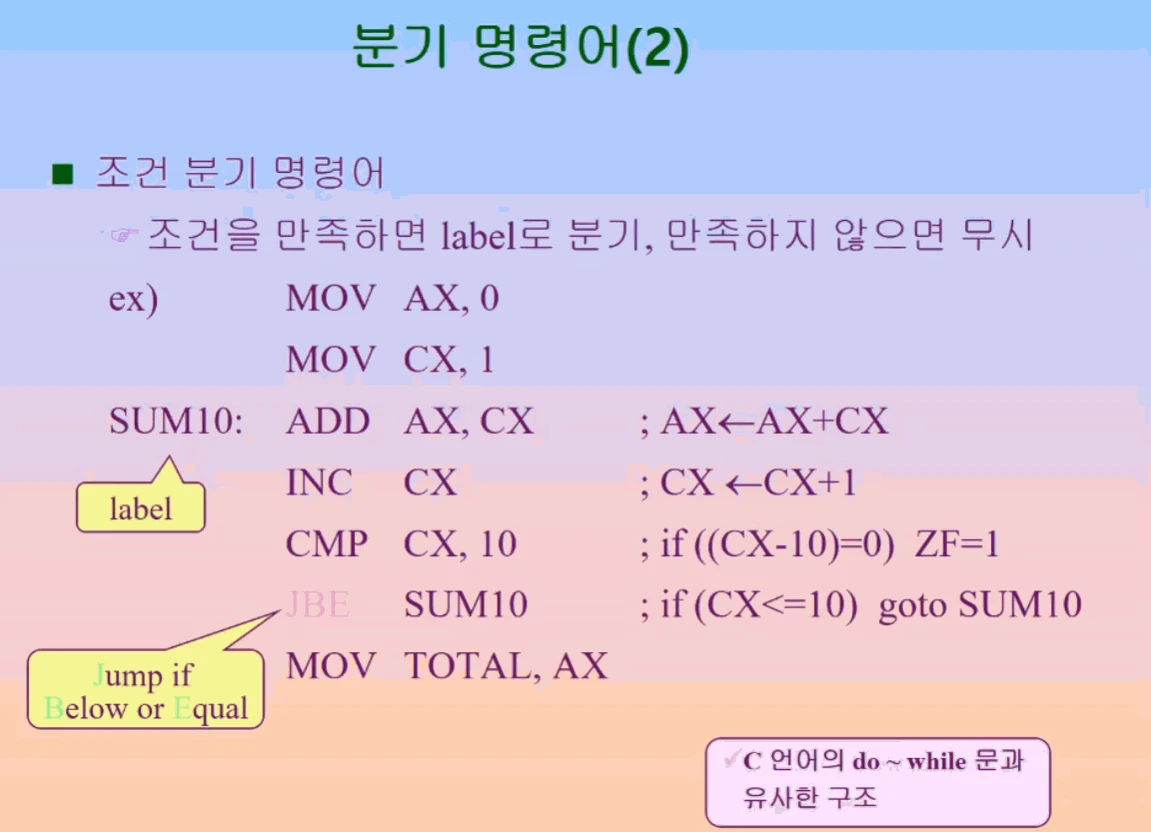 분기 명령어(2)
■ 조건 분기 명령어
☞ 조건을 만족하면 label로 분기, 만족하지 않으면 무시
ex) MOV AX, 0
MOV CX, 1
SUM10: ADD AX, CX ; AX←AX+CX
label
INC CX ; CX ←CX+1
CMP CX, 10 ; if ((CX-10)=0) ZF=1
JBE SUM10 ; if (CX<=10) goto SUM10
Jump if
Below or Equal
MOV TOTAL, AX
✓C 언어의 do ~ while 문과
유사한 구조